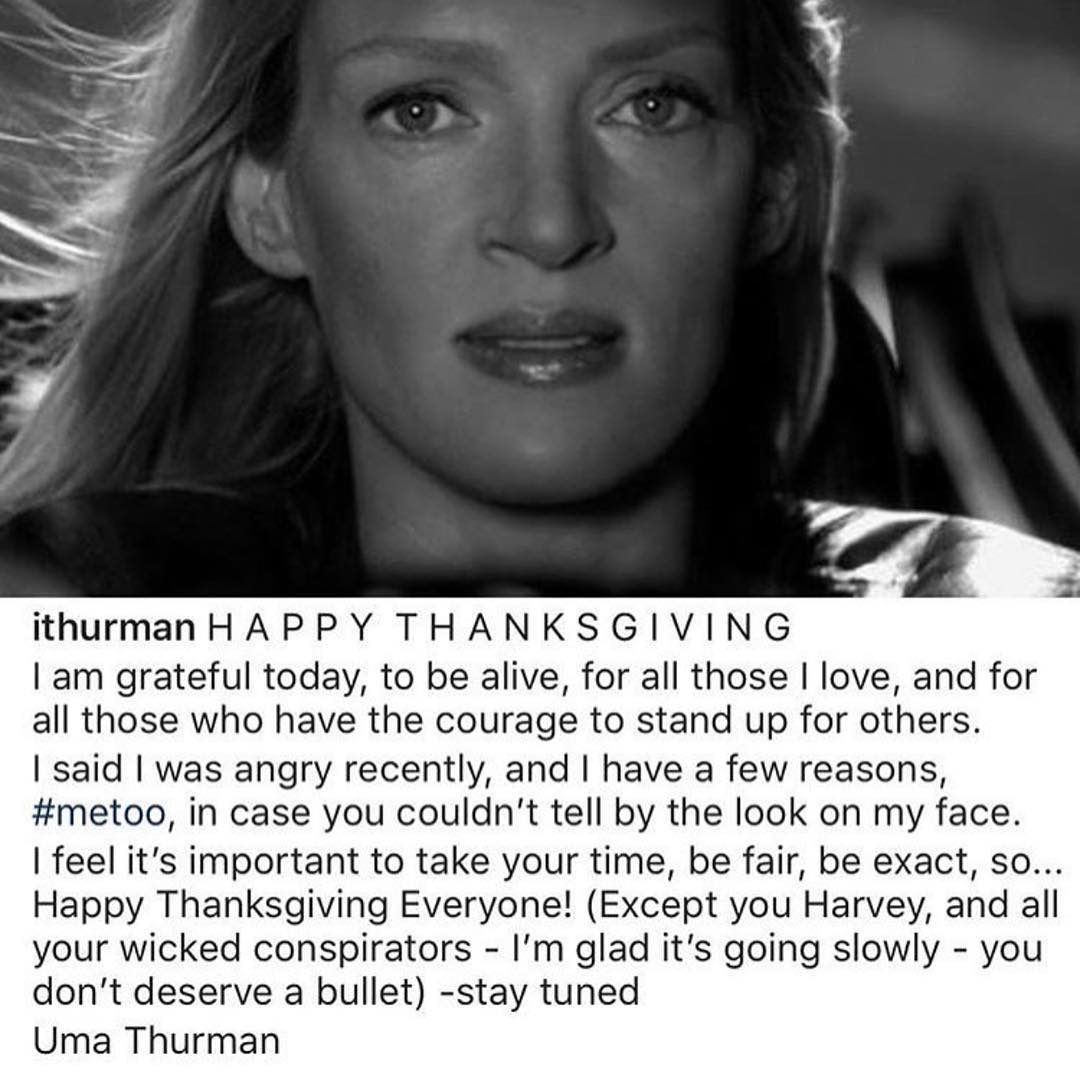 ithurman H A P P Y T H A N K S G I V I N G
I am grateful today, to be alive, for all those I love, and for
all those who have the courage to stand up for others.
I said I was angry recently, and I have a few reasons,
#metoo, in case you couldn’t tell by the look on my face.
I feel it’s important to take your time, be fair, be exact, so...
Happy Thanksgiving Everyone! (Except you Harvey, and all
your wicked conspirators - I’m glad it’s going slowly - you
don’t deserve a bullet) -stay tuned
Uma Thurman